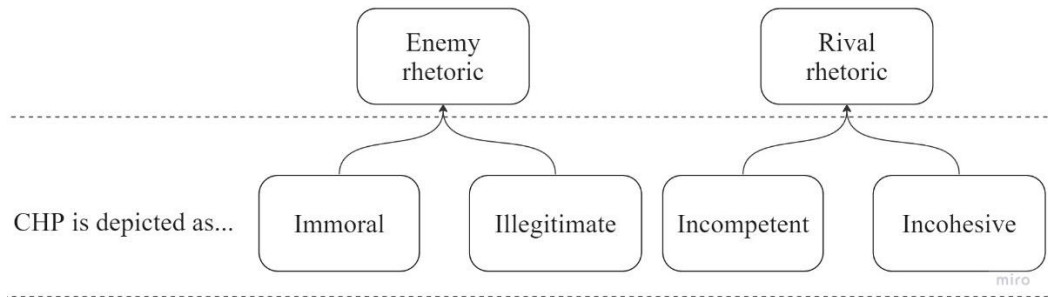 Enemy
rhetoric
Rival
rhetoric
CHP is depicted as...
Immoral
Illegitimate
Incompetent
Incohesive
miro